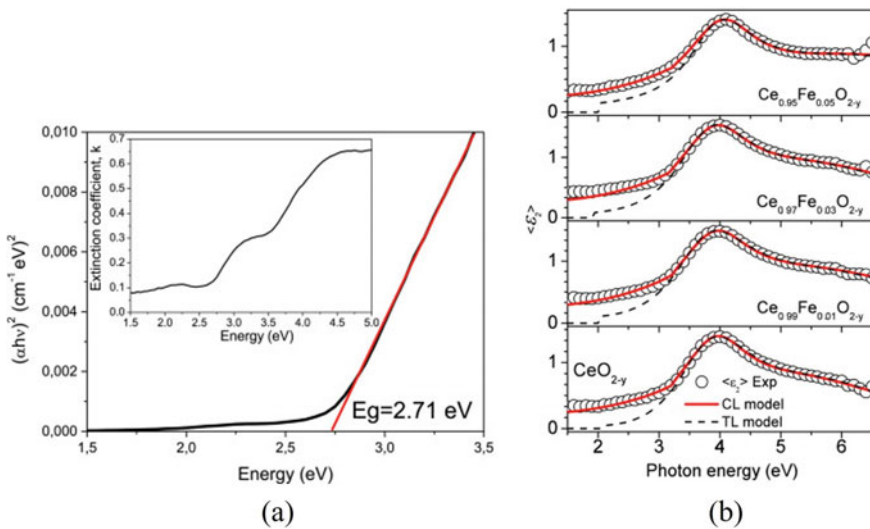 (αhν)² (cm⁻¹ eV)²
0,010
0,008
0,006
0,004
0,002
0,000
Extinction coefficient, k
0.7
0.6
0.5
0.4
0.3
0.2
0.1
0.0
1.5 2.0 2.5 3.0 3.5 4.0 4.5 5.0
Energy (eV)
Eg=2.71 eV
1,5 2,0 2,5 3,0 3,5
Energy (eV)
(a)
<ε₂>
1
0
Ce₀.₉₅Fe₀.₀₅O₂₋y
1
0
Ce₀.₉₇Fe₀.₀₃O₂₋y
1
0
Ce₀.₉₉Fe₀.₀₁O₂₋y
1
0
CeO₂₋y
<ε₂> Exp
CL model
TL model
2 3 4 5 6
Photon energy (eV)
(b)